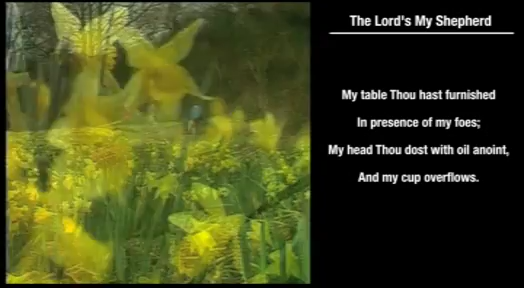 The Lord's My Shepherd
My table Thou hast furnished
In presence of my foes;
My head Thou dost with oil anoint,
And my cup overflows.